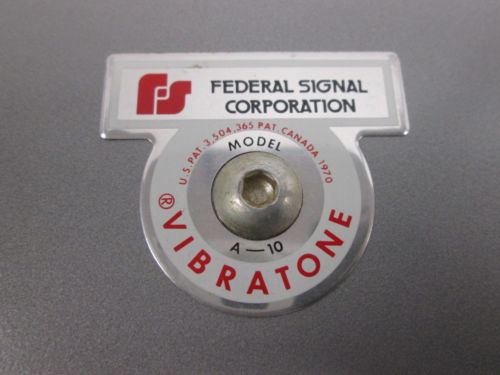 FS
FEDERAL SIGNAL
CORPORATION
U.S. PAT. 3,504,365 PAT. CANADA 1970
MODEL
A—10
® VIBRATONE